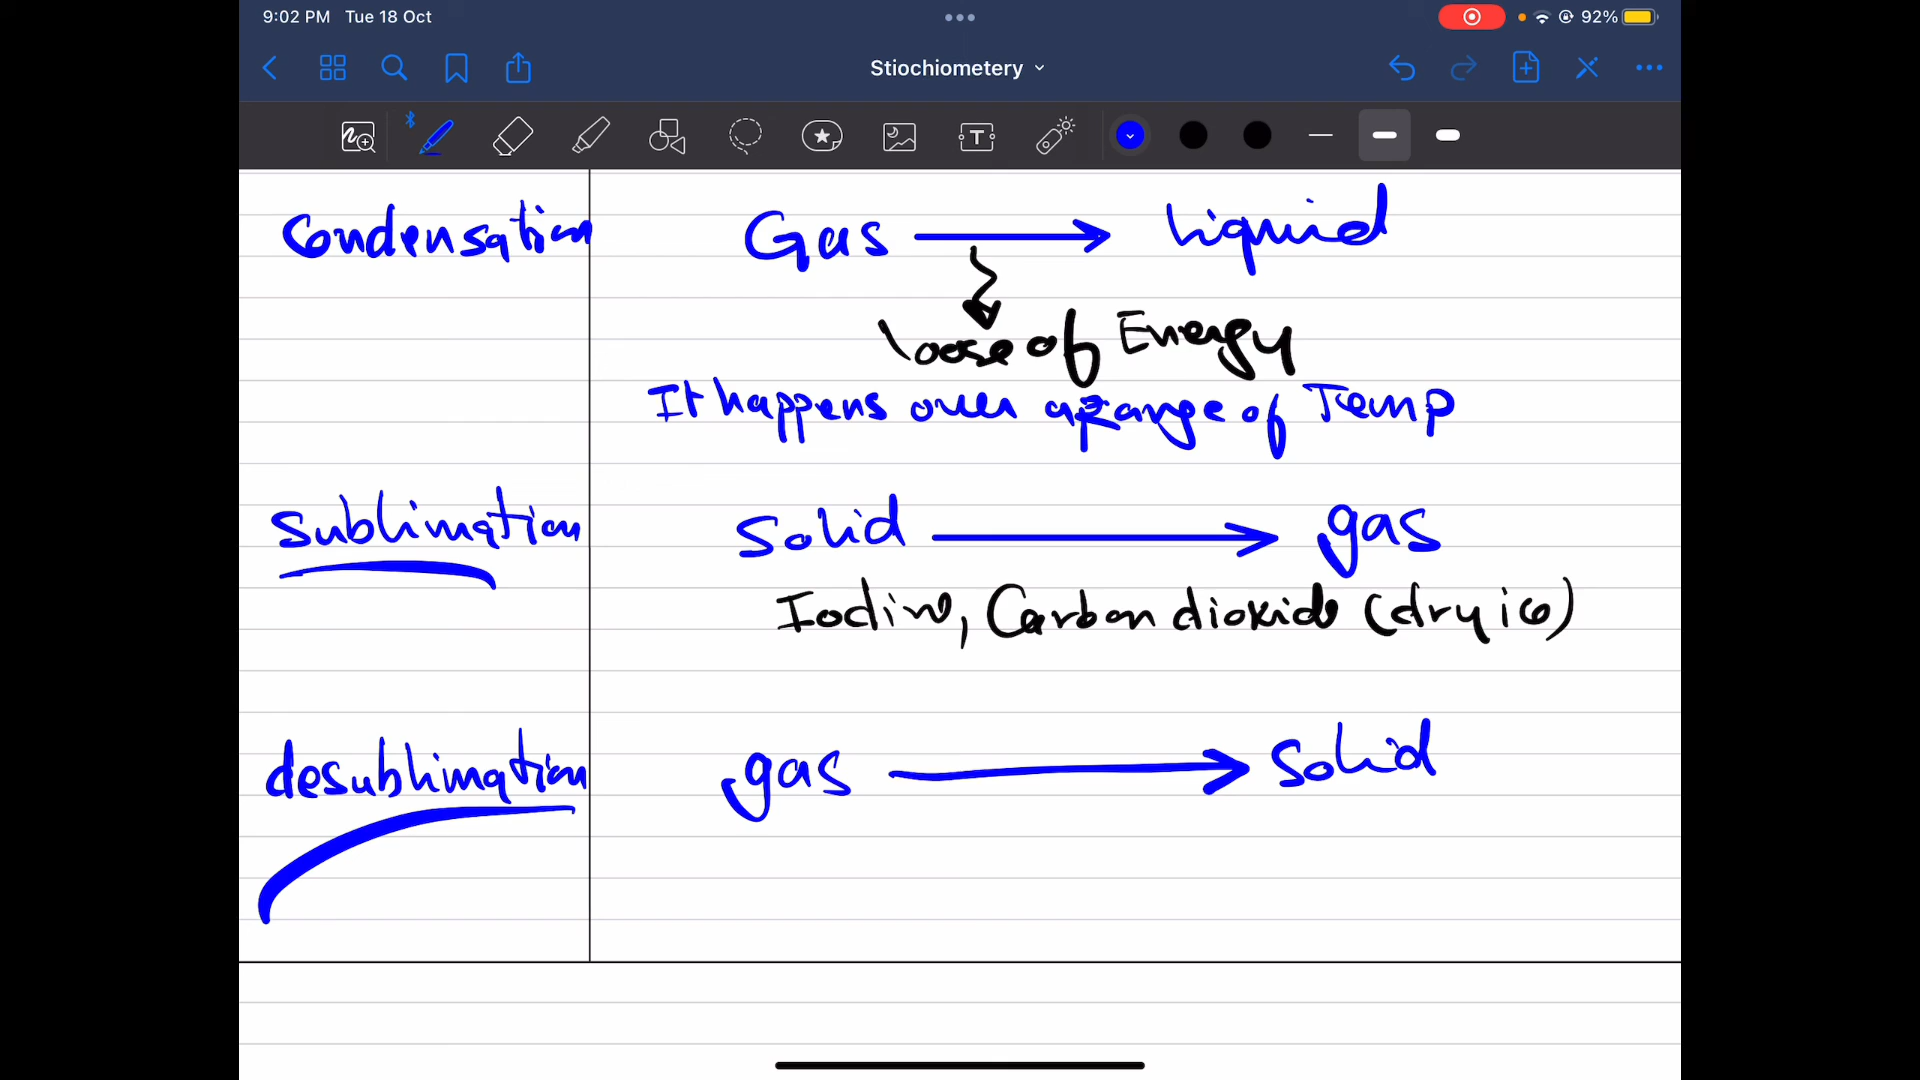 9:02 PM Tue 18 Oct
92%
Stiochiometery
T
Condensation
Gas → Liquid
loose of Energy
It happens over a range of Temp
Sublimation
Solid → gas
Iodine, Carbon dioxide (dry ice)
desublimation
gas → Solid